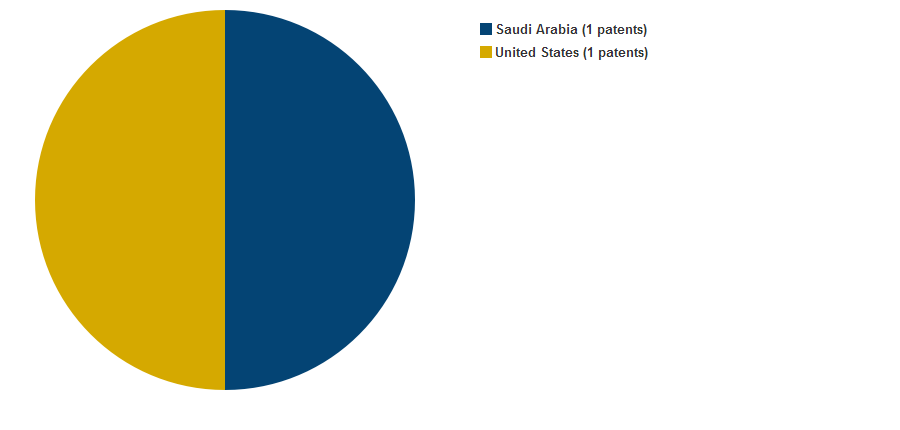 Saudi Arabia (1 patents)
United States (1 patents)